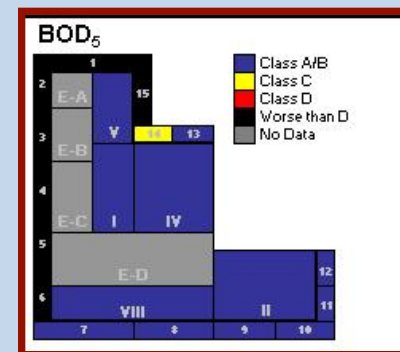 BOD5
1
Class A/B
Class C
Class D
Worse than D
No Data
2
E-A
15
V
14
13
3
E-B
4
E-C
I
IV
5
E-D
12
6
VIII
II
11
7
8
9
10